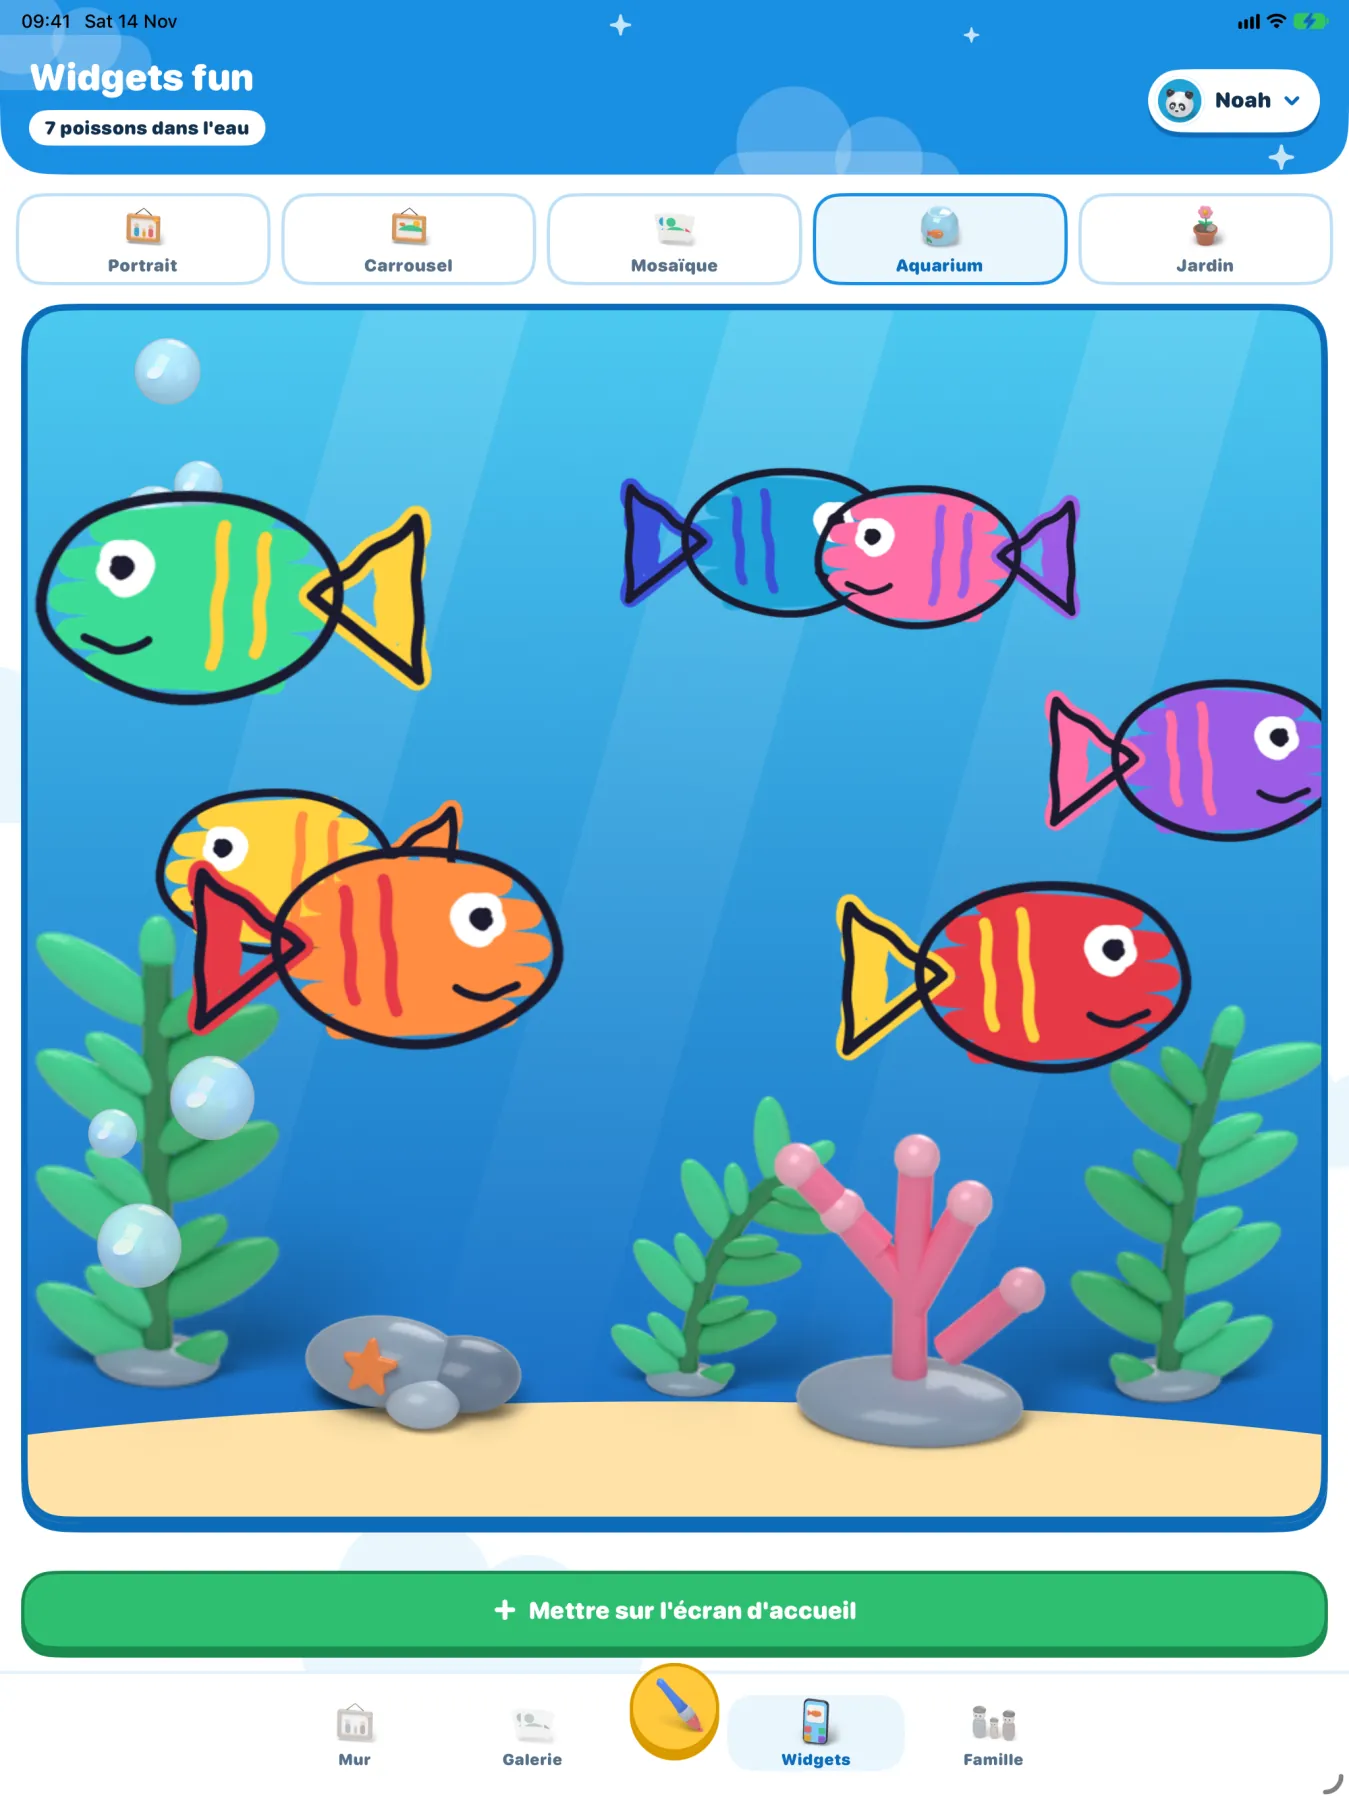 09:41 Sat 14 Nov
Widgets fun
7 poissons dans l'eau
Noah
Portrait
Carrousel
Mosaïque
Aquarium
Jardin
+ Mettre sur l'écran d'accueil
Mur
Galerie
Widgets
Famille